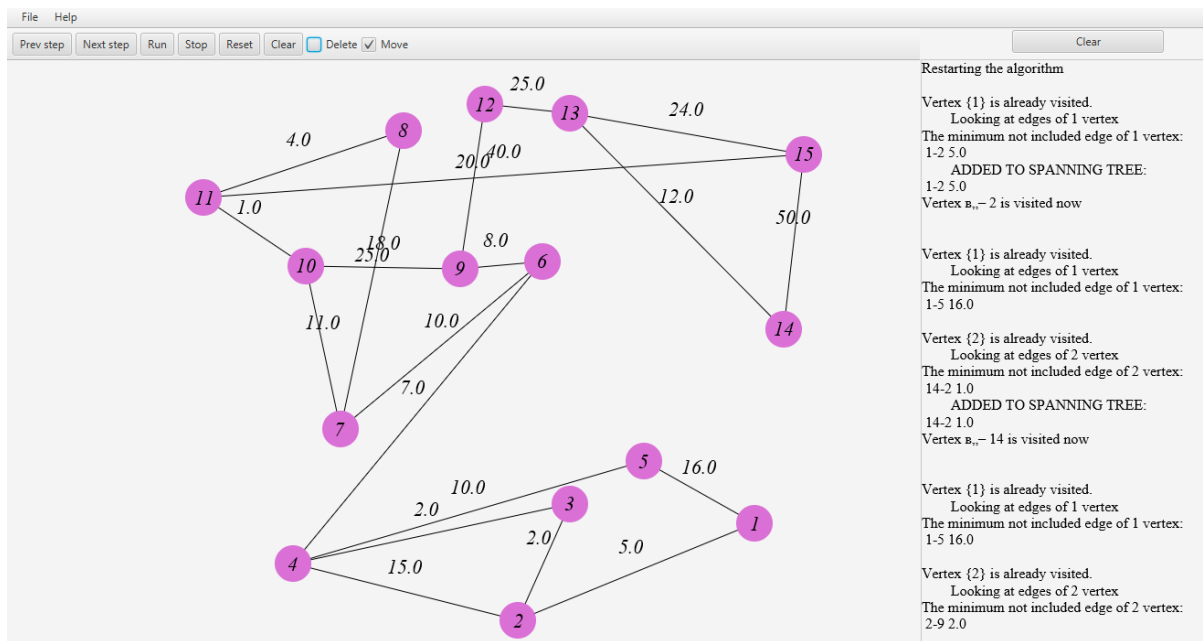 File Help
Prev step Next step Run Stop Reset Clear Delete Move
Clear
25.0
12
13
24.0
4.0
8
40.0
20.0
15
11
1.0
12.0
50.0
8.0
18.0
25.0
10
9
6
11.0
10.0
14
7.0
7
5
16.0
10.0
2.0
3
1
2.0
5.0
4
15.0
2
Restarting the algorithm
Vertex {1} is already visited.
Looking at edges of 1 vertex
The minimum not included edge of 1 vertex:
1-2 5.0
ADDED TO SPANNING TREE:
1-2 5.0
Vertex в„– 2 is visited now
Vertex {1} is already visited.
Looking at edges of 1 vertex
The minimum not included edge of 1 vertex:
1-5 16.0
Vertex {2} is already visited.
Looking at edges of 2 vertex
The minimum not included edge of 2 vertex:
14-2 1.0
ADDED TO SPANNING TREE:
14-2 1.0
Vertex в„– 14 is visited now
Vertex {1} is already visited.
Looking at edges of 1 vertex
The minimum not included edge of 1 vertex:
1-5 16.0
Vertex {2} is already visited.
Looking at edges of 2 vertex
The minimum not included edge of 2 vertex:
2-9 2.0